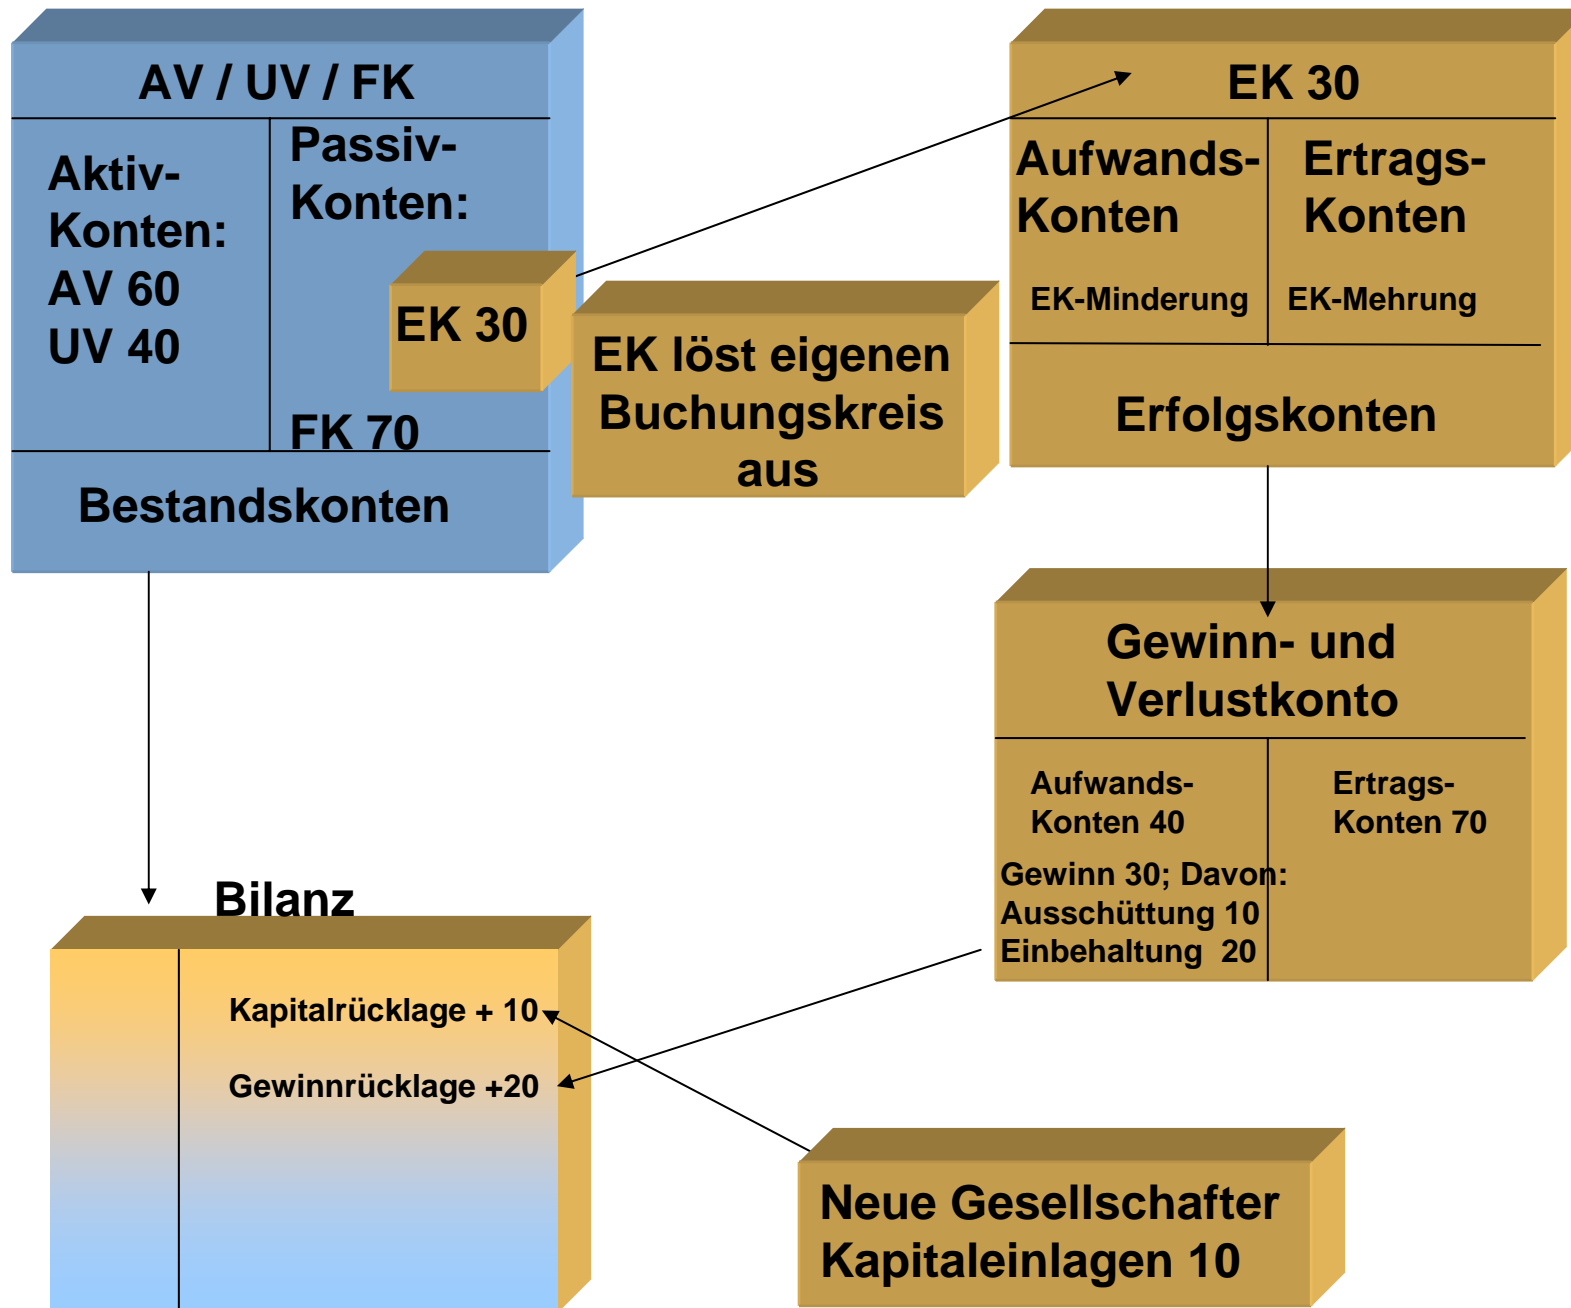 AV / UV / FK
Aktiv-
Konten:
AV 60
UV 40
Passiv-
Konten:
EK 30
FK 70
Bestandskonten
EK löst eigenen
Buchungskreis
aus
EK 30
Aufwands-
Konten
EK-Minderung
Ertrags-
Konten
EK-Mehrung
Erfolgskonten
Gewinn- und
Verlustkonto
Aufwands-
Konten 40
Gewinn 30; Davon:
Ausschüttung 10
Einbehaltung  20
Ertrags-
Konten 70
Bilanz
Kapitalrücklage + 10
Gewinnrücklage +20
Neue Gesellschafter
Kapitaleinlagen 10